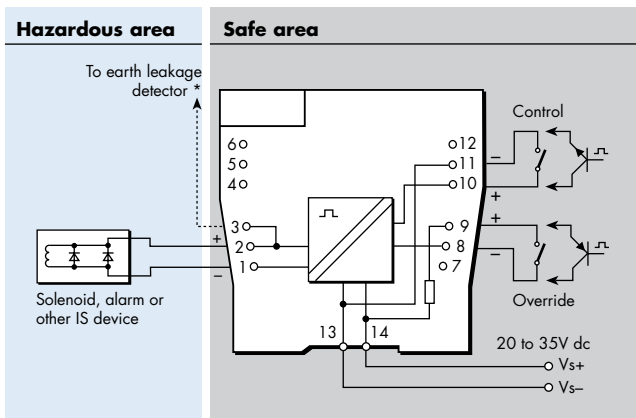 Hazardous area
Safe area
To earth leakage
detector *
Control
6
5
4
3
+
2
1
–
12
11
10
9
8
7
–
+
+
–
Solenoid, alarm or
other IS device
Override
13
14
20 to 35V dc
Vs+
Vs–